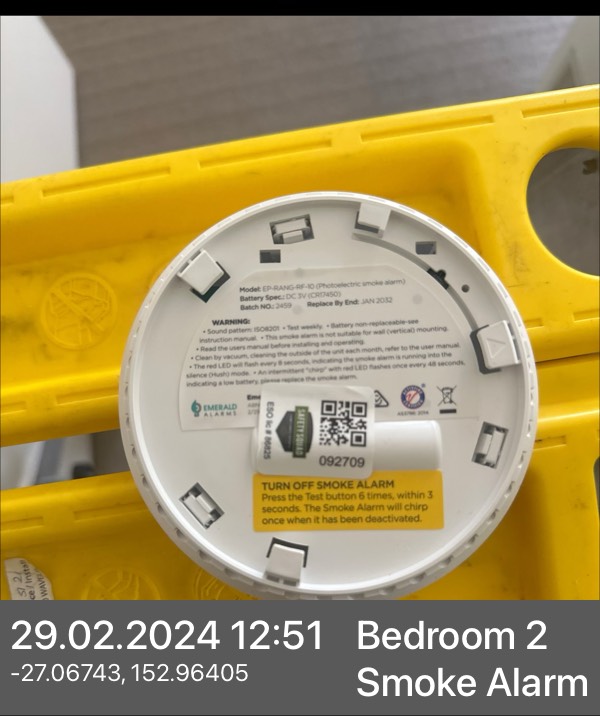 Model: EP-RANG-RF-10 (Photoelectric smoke alarm)
Battery Spec.: DC 3V (CR17450)
Batch NO.: 2459 Replace By End: JAN 2032
WARNING:
• Sound pattern: ISO8201 • Test weekly. • Battery non-replaceable-see
instruction manual. • This smoke alarm is not suitable for wall (vertical) mounting.
• Read the users manual before installing and operating.
• Clean by vacuum, cleaning the outside of the unit each month, refer to user manual.
• The red LED will flash every 8 seconds, indicating the smoke alarm is running into the
silence (Hush) mode. • An intermittent "chirp" with red LED flashes once every 48 seconds,
indicating a low battery, please replace the smoke alarm.
EMERALD
ALARMS
ESO lic # 86825
SAFETY SQUAD
092709
AS3786: 2014
TURN OFF SMOKE ALARM
Press the Test button 6 times, within 3
seconds. The Smoke Alarm will chirp
once when it has been deactivated.
29.02.2024 12:51
-27.06743, 152.96405
Bedroom 2
Smoke Alarm